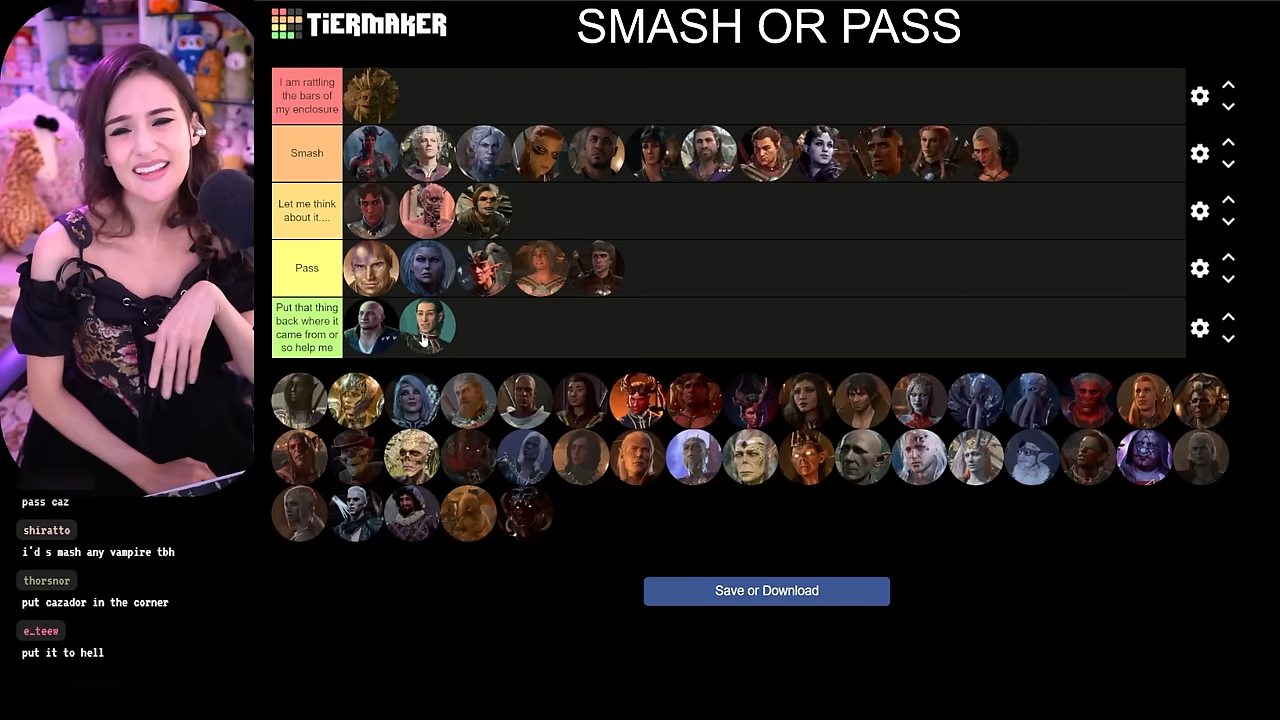 TiERMAKER
SMASH OR PASS
I am rattling
the bars of
my enclosure
Smash
Let me think
about it....
Pass
Put that thing
back where it
came from or
so help me
Save or Download
pass caz
shiratto
i'd s mash any vampire tbh
thorsnor
put cazador in the corner
e_teew
put it to hell